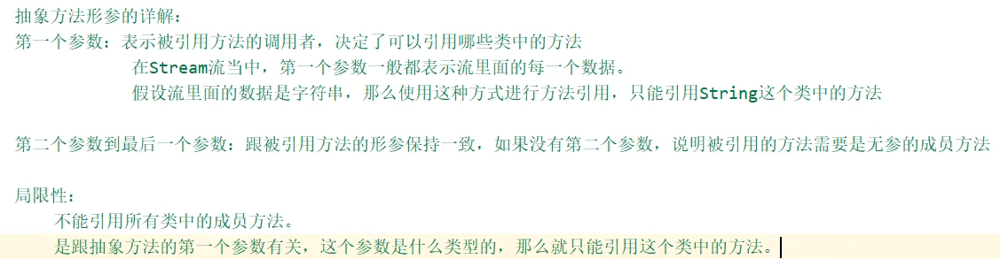 抽象方法形参的详解:
第一个参数: 表示被引用方法的调用者, 决定了可以引用哪些类中的方法
在Stream流当中, 第一个参数一般都表示流里面的每一个数据。
假设流里面的数据是字符串, 那么使用这种方式进行方法引用, 只能引用String这个类中的方法
第二个参数到最后一个参数: 跟被引用方法的形参保持一致, 如果没有第二个参数, 说明被引用的方法需要是无参的成员方法
局限性:
不能引用所有类中的成员方法。
是跟抽象方法的第一个参数有关, 这个参数是什么类型的, 那么就只能引用这个类中的方法。